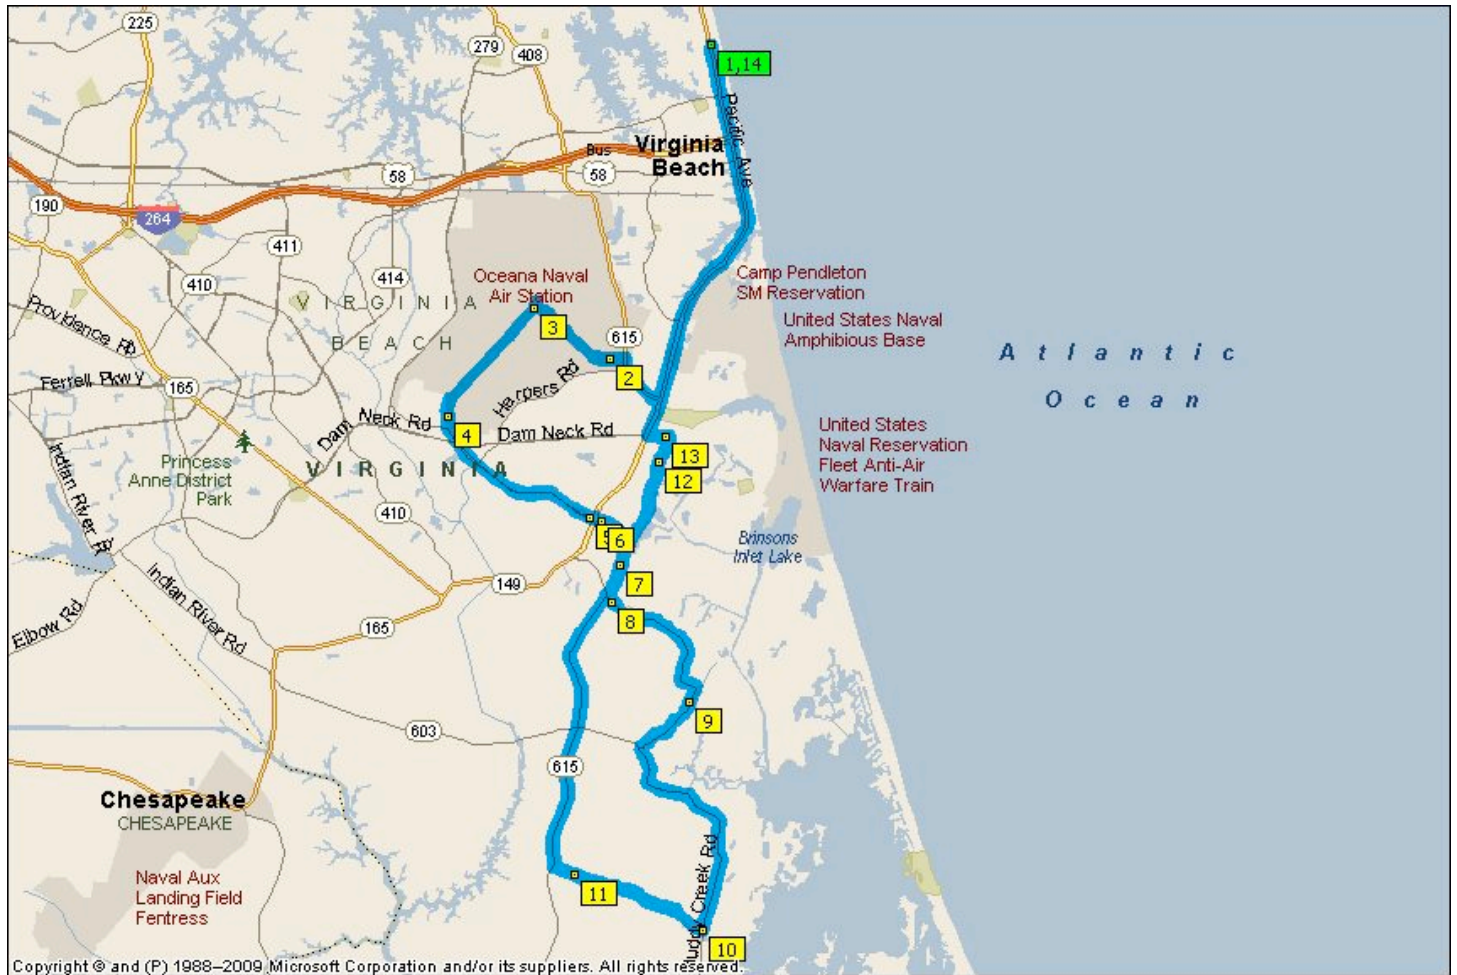 225
279
408
1,14
Pacific Ave
Virginia
Beach
Bus
58
58
190
264
411
410
414
Oceana Naval
Air Station
Camp Pendleton
SM Reservation
VIRGINIA
BEACH
3
615
United States Naval
Amphibious Base
Providence Rd
Atlantic
Ocean
Ferrell Pkwy
165
2
Harpers Rd
Dam Neck Rd
4
Dam Neck Rd
United States
Naval Reservation
Fleet Anti-Air
Warfare Train
13
12
Princess
Anne District
Park
VIRGINIA
Indian River Rd
410
5
6
Brinsons
Inlet Lake
7
149
Indian River Rd
Elbow Rd
165
8
9
603
615
Chesapeake
CHESAPEAKE
Naval Aux
Landing Field
Fentress
11
Muddy Creek Rd
10
Copyright © and (P) 1988–2009 Microsoft Corporation and/or its suppliers. All rights reserved.